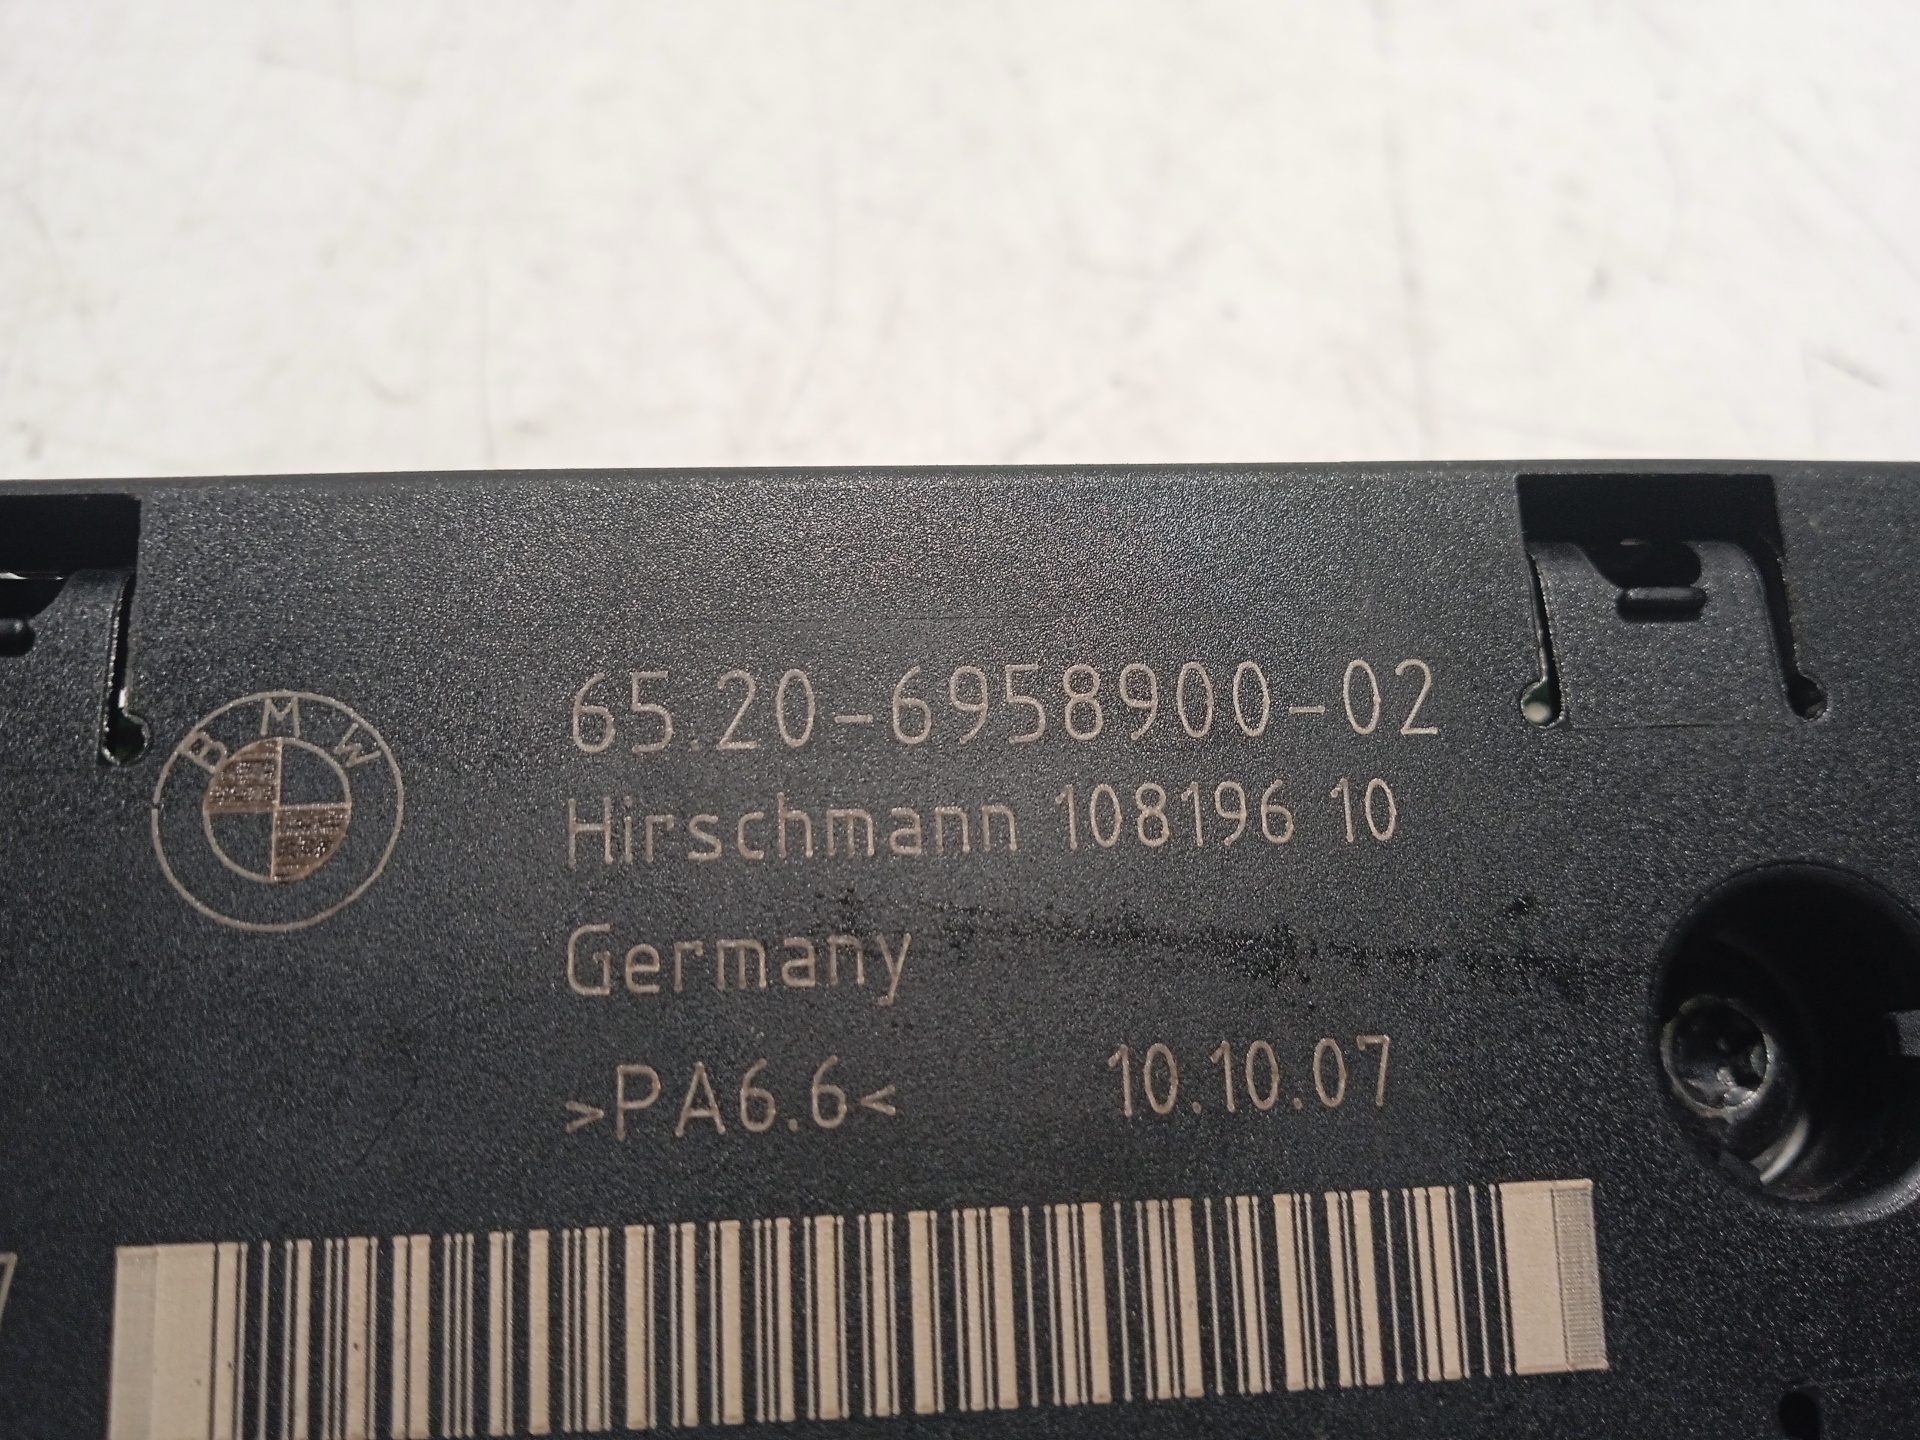 BMW
65.20-6958900-02
Hirschmann 108196 10
Germany
>PA6.6< 10.10.07